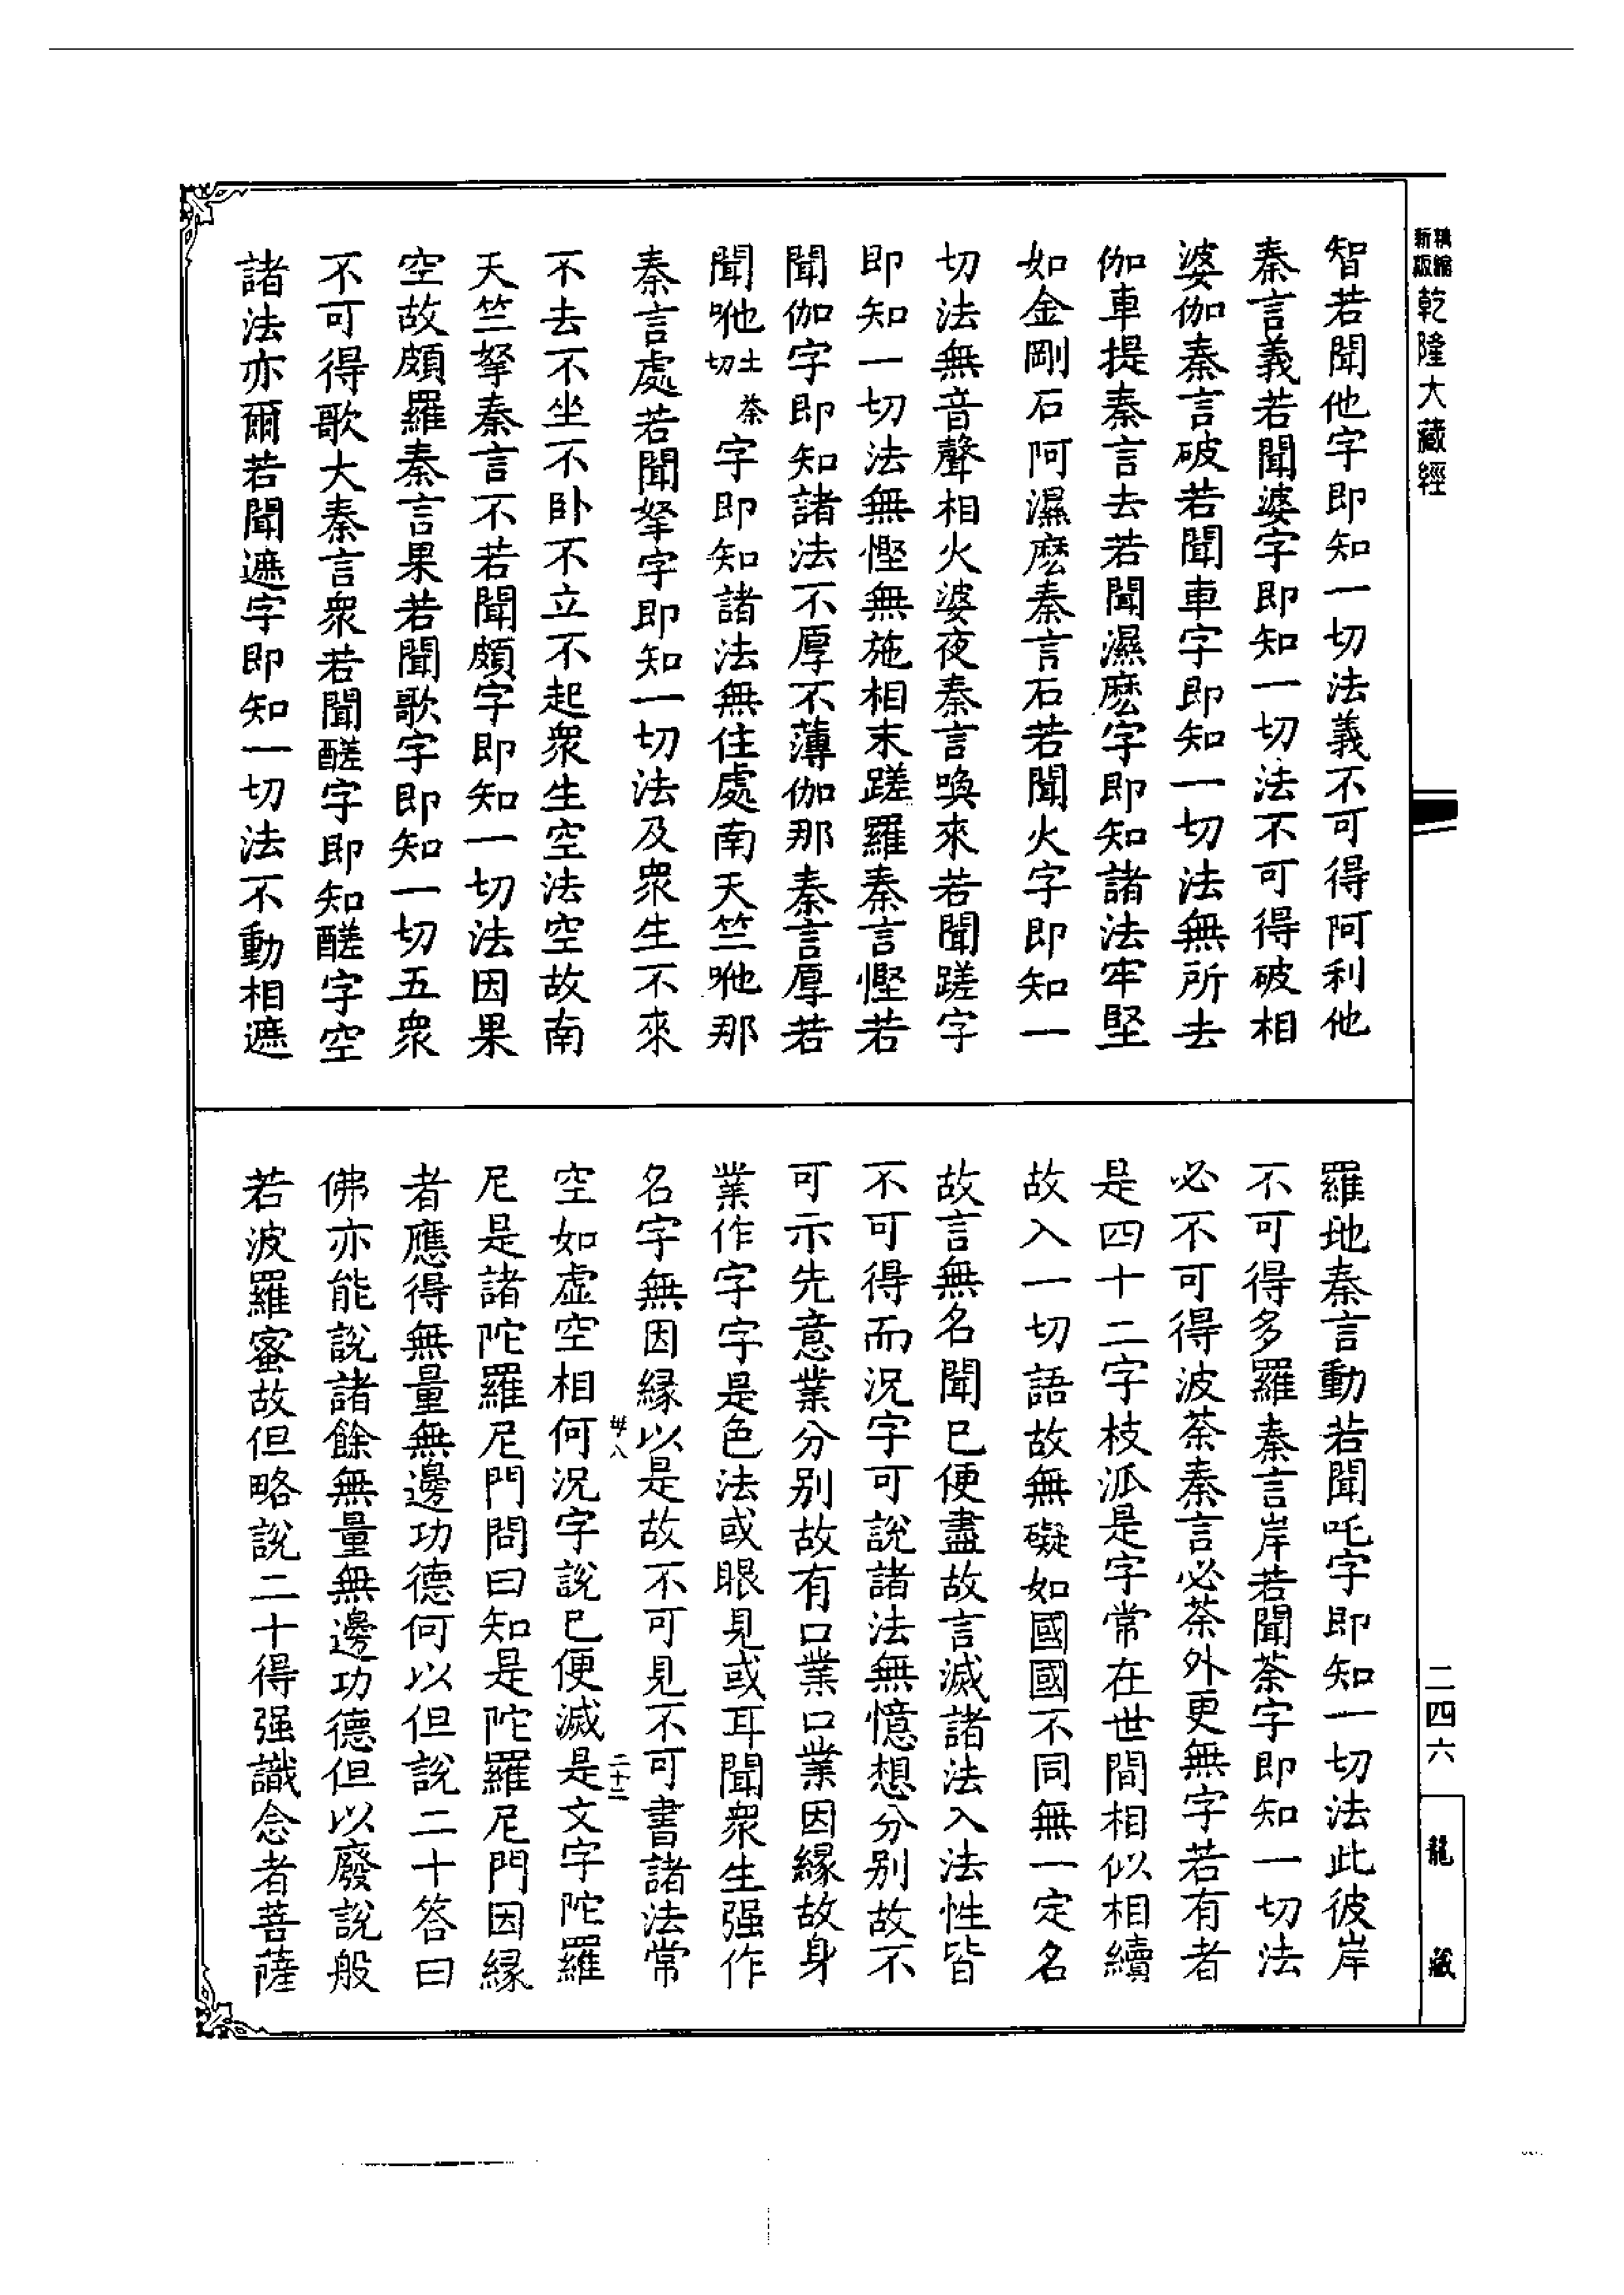 精縮新版乾隆大藏經
智若聞他字即知一切法義不可得阿利他
秦言義若聞婆字即知一切法不可得破相
婆伽秦言破若聞車字即知一切法無所去
伽車提秦言去若聞濕麽字即知諸法牢堅
如金剛石阿濕麽秦言石若聞火字即知一
切法無音聲相火婆夜秦言喚來若聞蹉字
即知一切法無慳無施相末蹉羅秦言慳若
聞伽字即知諸法不厚不薄伽那秦言厚若
聞咃土荼切字即知諸法無住處南天竺咃那
秦言處若聞拏字即知一切法及衆生不來
不去不坐不卧不立不起衆生空法空故南
天竺拏秦言不若聞頗字即知一切法因果
空故頗羅秦言果若聞歌字即知一切五衆
不可得歌大秦言衆若聞醝字即知醝字空
諸法亦爾若聞遮字即知一切法不動相遮
羅地秦言動若聞吒字即知一切法此彼岸
不可得多羅秦言岸若聞荼字即知一切法
必不可得波荼秦言必荼外更無字若有者
是四十二字枝泒是字常在世間相似相續
故入一切語故無礙如國國不同無一定名
故言無名聞已便盡故言滅諸法入法性皆
不可得而況字可說諸法無憶想分别故不
可示先意業分别故有口業口業因縁故身
業作字字是色法或眼見或耳聞衆生强作
名字無因縁以是故不可見不可書諸法常
空如虛空相何況字說已便滅是文字陀羅
尼是諸陀羅尼門問曰知是陀羅尼門因縁
者應得無量無邊功德何以但說二十答曰
佛亦能說諸餘無量無邊功德但以廢說般
若波羅蜜故但略說二十得强識念者菩薩
二四六
龍藏